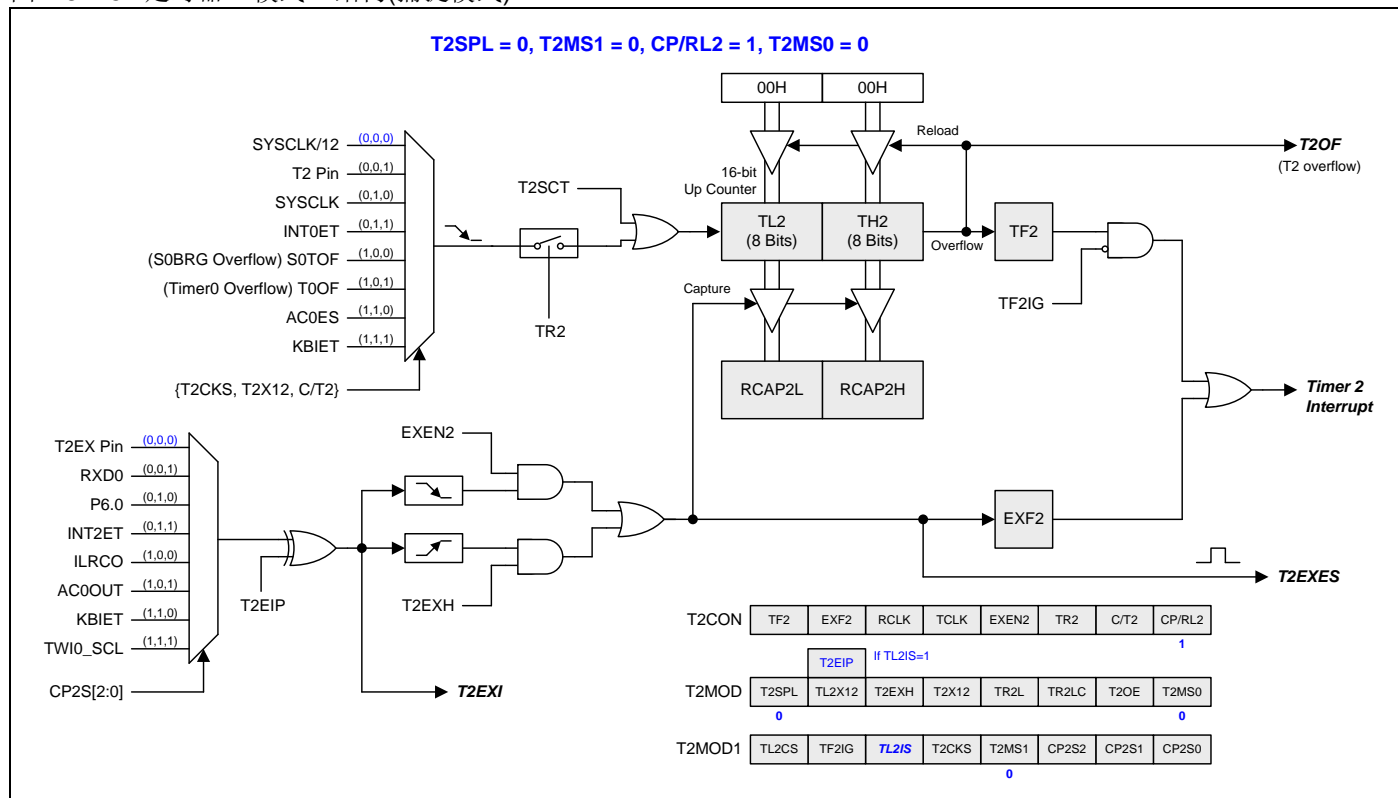 T2SPL = 0, T2MS1 = 0, CP/RL2 = 1, T2MS0 = 0
00H 00H
SYSCLK/12 (0,0,0)
T2 Pin (0,0,1)
SYSCLK (0,1,0)
INT0ET (0,1,1)
(S0BRG Overflow) S0TOF (1,0,0)
(Timer0 Overflow) T0OF (1,0,1)
AC0ES (1,1,0)
KBIET (1,1,1)
{T2CKS, T2X12, C/T2}
TR2
T2SCT
16-bit
Up Counter
Reload
T2OF
(T2 overflow)
TL2
(8 Bits)
TH2
(8 Bits)
Overflow
TF2
TF2IG
Capture
RCAP2L
RCAP2H
Timer 2
Interrupt
T2EX Pin (0,0,0)
RXD0 (0,0,1)
P6.0 (0,1,0)
INT2ET (0,1,1)
ILRCO (1,0,0)
AC0OUT (1,0,1)
KBIET (1,1,0)
TWI0_SCL (1,1,1)
CP2S[2:0]
T2EIP
EXEN2
T2EXH
T2EXI
EXF2
T2EXES
T2CON TF2 EXF2 RCLK TCLK EXEN2 TR2 C/T2 CP/RL2
1
T2EIP If TL2IS=1
T2MOD T2SPL TL2X12 T2EXH T2X12 TR2L TR2LC T2OE T2MS0
0 0
T2MOD1 TL2CS TF2IG TL2IS T2CKS T2MS1 CP2S2 CP2S1 CP2S0
0